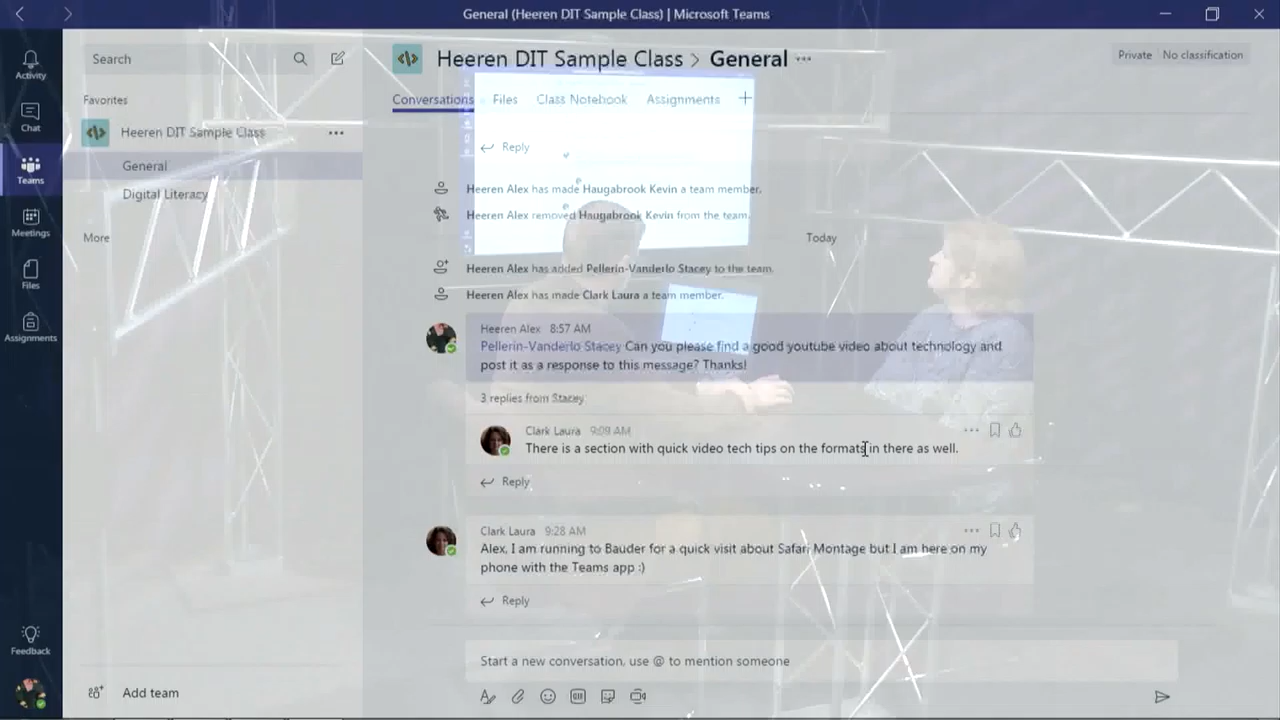 General (Heeren DIT Sample Class) | Microsoft Teams
Search
Heeren DIT Sample Class > General ···
Private No classification
Activity
Favorites
Conversations Files Class Notebook Assignments +
Chat
Heeren DIT Sample Class ···
Reply
General
Teams
Heeren Alex has made Haugabrook Kevin a team member.
Digital Literacy
Heeren Alex removed Haugabrook Kevin from the team.
Meetings
More
Today
Heeren Alex has added Pellerin-Vanderlo Stacey to the team.
Files
Heeren Alex has made Clark Laura a team member.
Assignments
Heeren Alex 8:57 AM
Pellerin-Vanderlo Stacey Can you please find a good youtube video about technology and
post it as a response to this message? Thanks!
3 replies from Stacey
Clark Laura 9:09 AM
There is a section with quick video tech tips on the formats in there as well.
Reply
Clark Laura 9:28 AM
Alex, I am running to Bauder for a quick visit about Safari Montage but I am here on my
phone with the Teams app :)
Reply
Feedback
Start a new conversation, use @ to mention someone
GIF
Add team